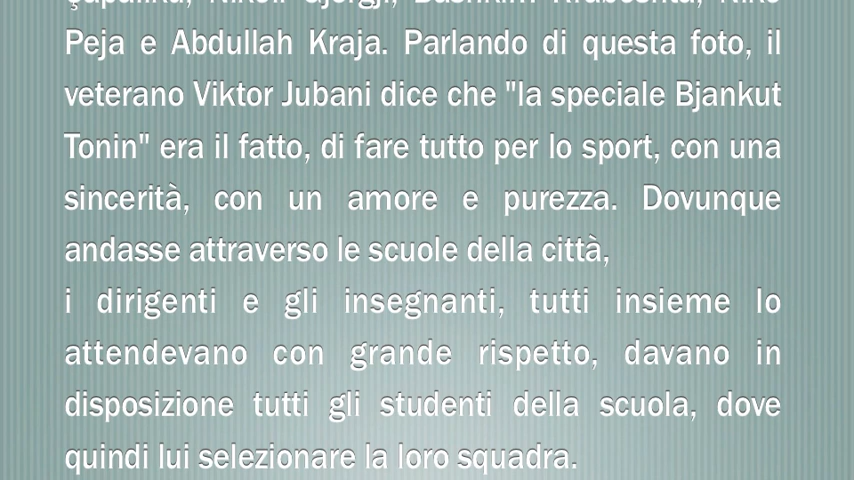 Peja e Abdullah Kraja. Parlando di questa foto, il
veterano Viktor Jubani dice che "la speciale Bjankut
Tonin" era il fatto, di fare tutto per lo sport, con una
sincerità, con un amore e purezza. Dovunque
andasse attraverso le scuole della città,
i dirigenti e gli insegnanti, tutti insieme lo
attendevano con grande rispetto, davano in
disposizione tutti gli studenti della scuola, dove
quindi lui selezionare la loro squadra.